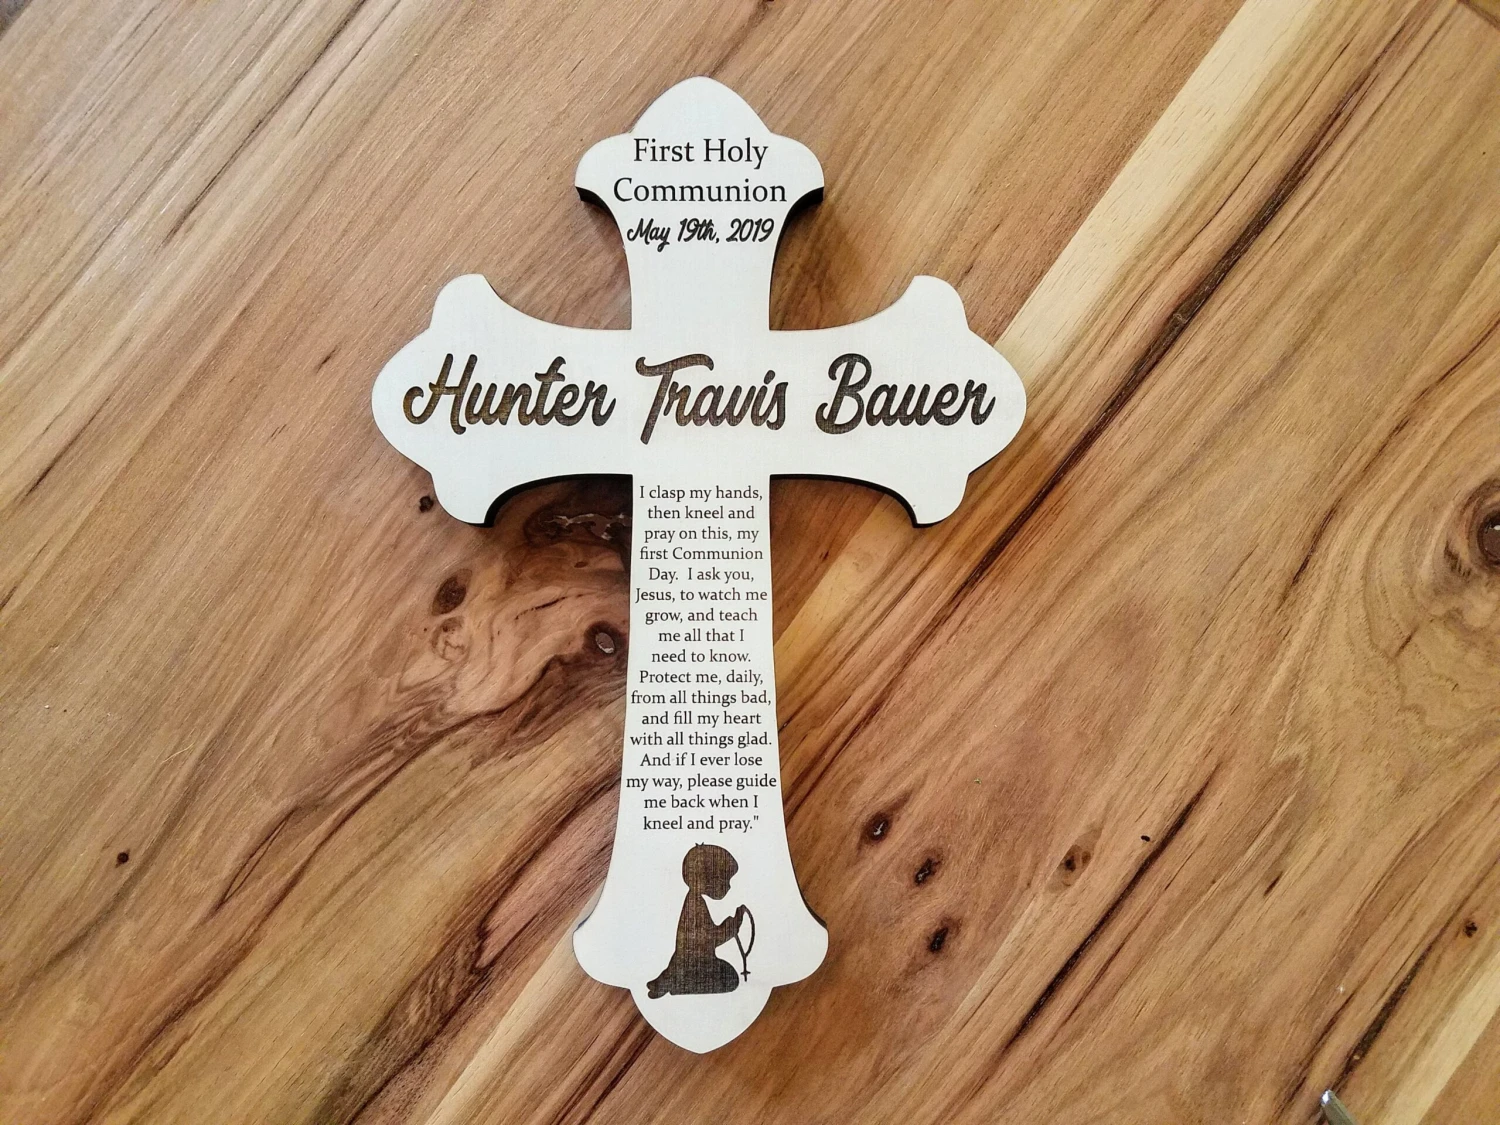 First Holy
Communion
May 19th, 2019
Hunter Travis Bauer
I clasp my hands,
then kneel and
pray on this, my
first Communion
Day. I ask you,
Jesus, to watch me
grow, and teach
me all that I
need to know.
Protect me, daily,
from all things bad,
and fill my heart
with all things glad.
And if I ever lose
my way, please guide
me back when I
kneel and pray."